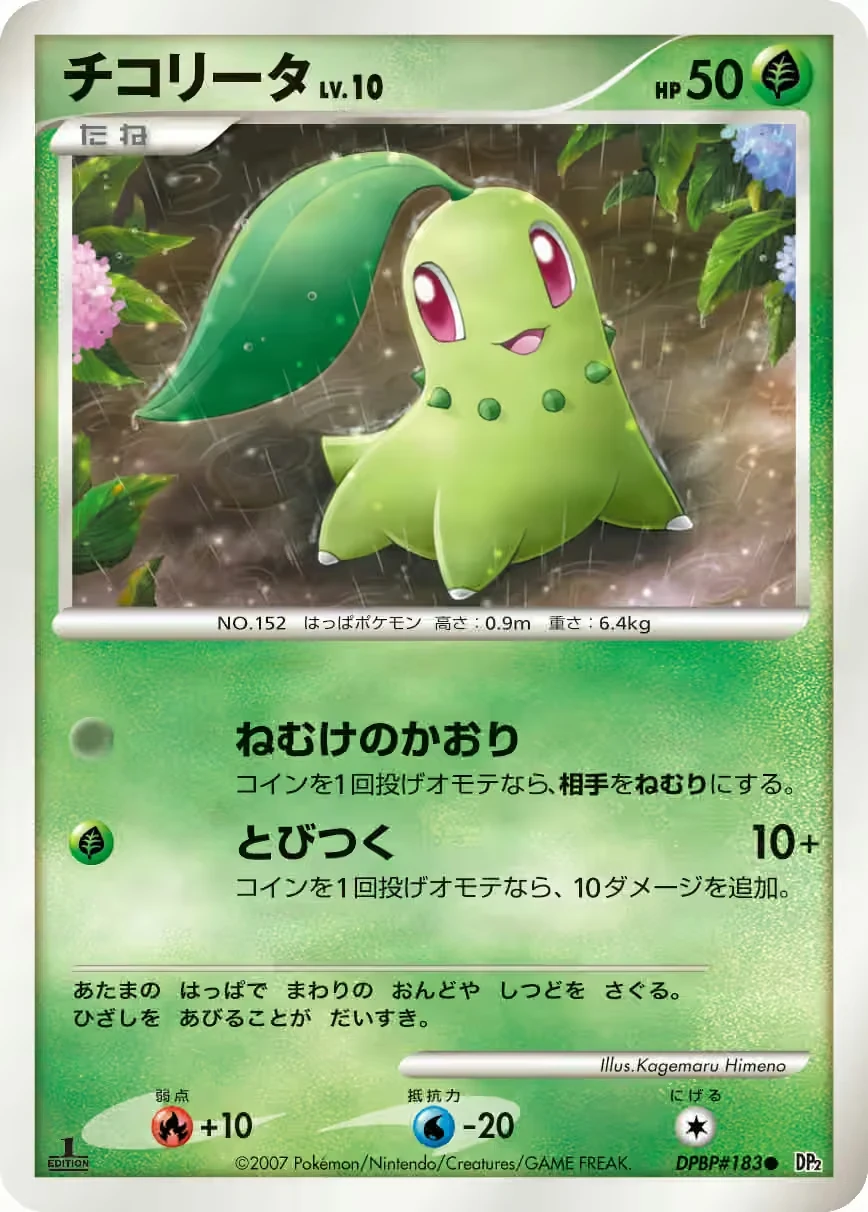 チコリータ LV.10 HP 50
たね
NO.152 はっぱポケモン 高さ:0.9m 重さ:6.4kg
ねむけのかおり
コインを1回投げオモテなら、相手をねむりにする。
とびつく 10+
コインを1回投げオモテなら、10ダメージを追加。
あたまの はっぱで まわりの おんどや しつどを さぐる。
ひざしを あびることが だいすき。
Illus.Kagemaru Himeno
弱点 抵抗力 にげる
+10 -20
1 EDITION
©2007 Pokémon/Nintendo/Creatures/GAME FREAK. DPBP#183● DP2